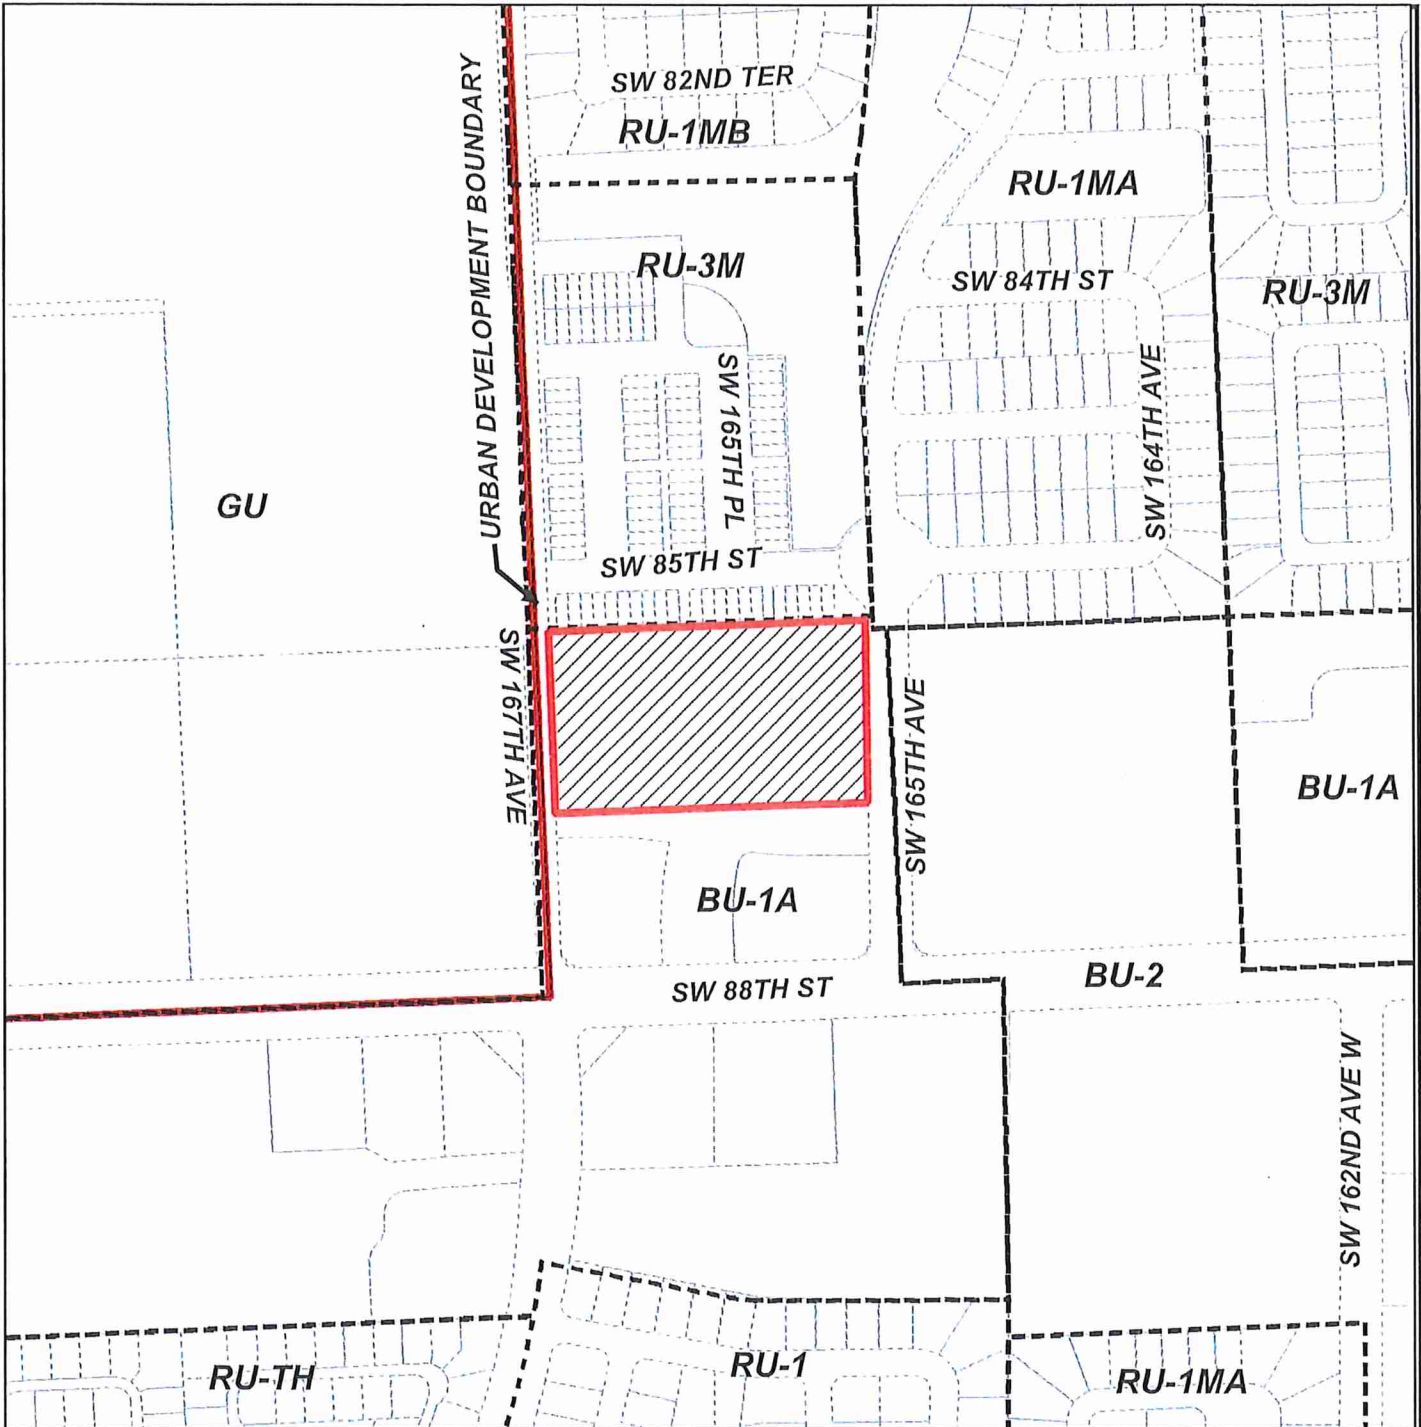 SW 82ND TER
RU-1MB
URBAN DEVELOPMENT BOUNDARY
RU-1MA
RU-3M
SW 84TH ST
RU-3M
SW 165TH PL
SW 164TH AVE
GU
SW 85TH ST
SW 167TH AVE
SW 165TH AVE
BU-1A
BU-1A
BU-2
SW 88TH ST
SW 162ND AVE W
RU-TH
RU-1
RU-1MA